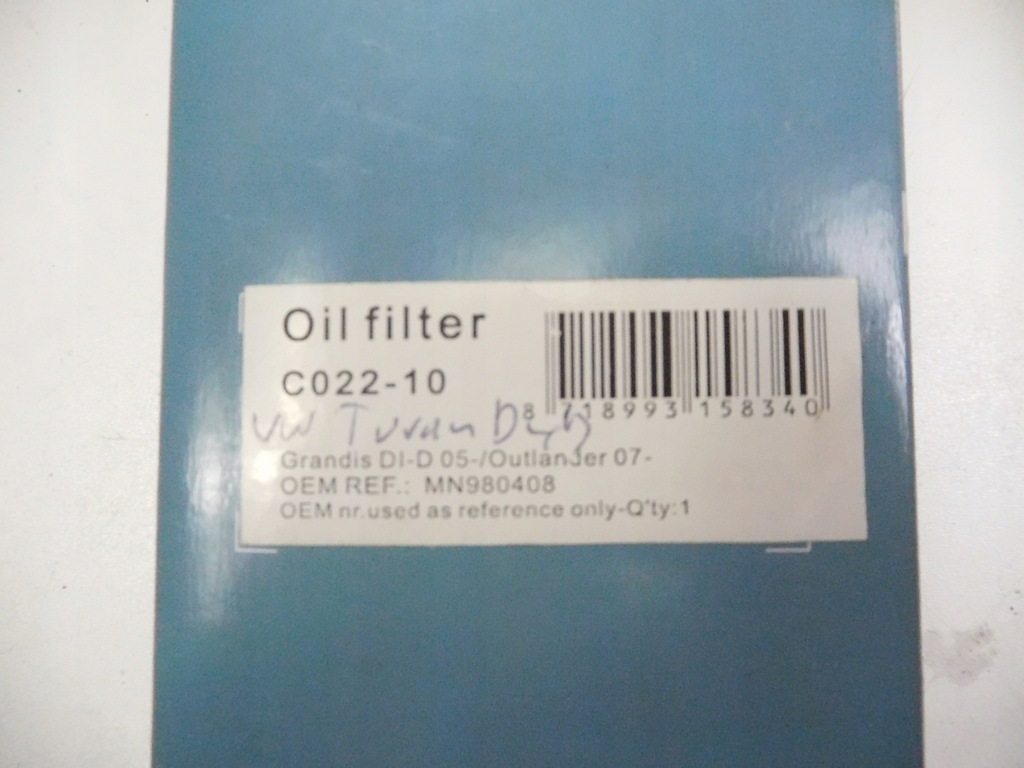 Oil filter
C022-10
8 718993 158340
VW Turan
Grandis DI-D 05-/Outlander 07-
OEM REF.: MN980408
OEM nr.used as reference only-Q'ty:1